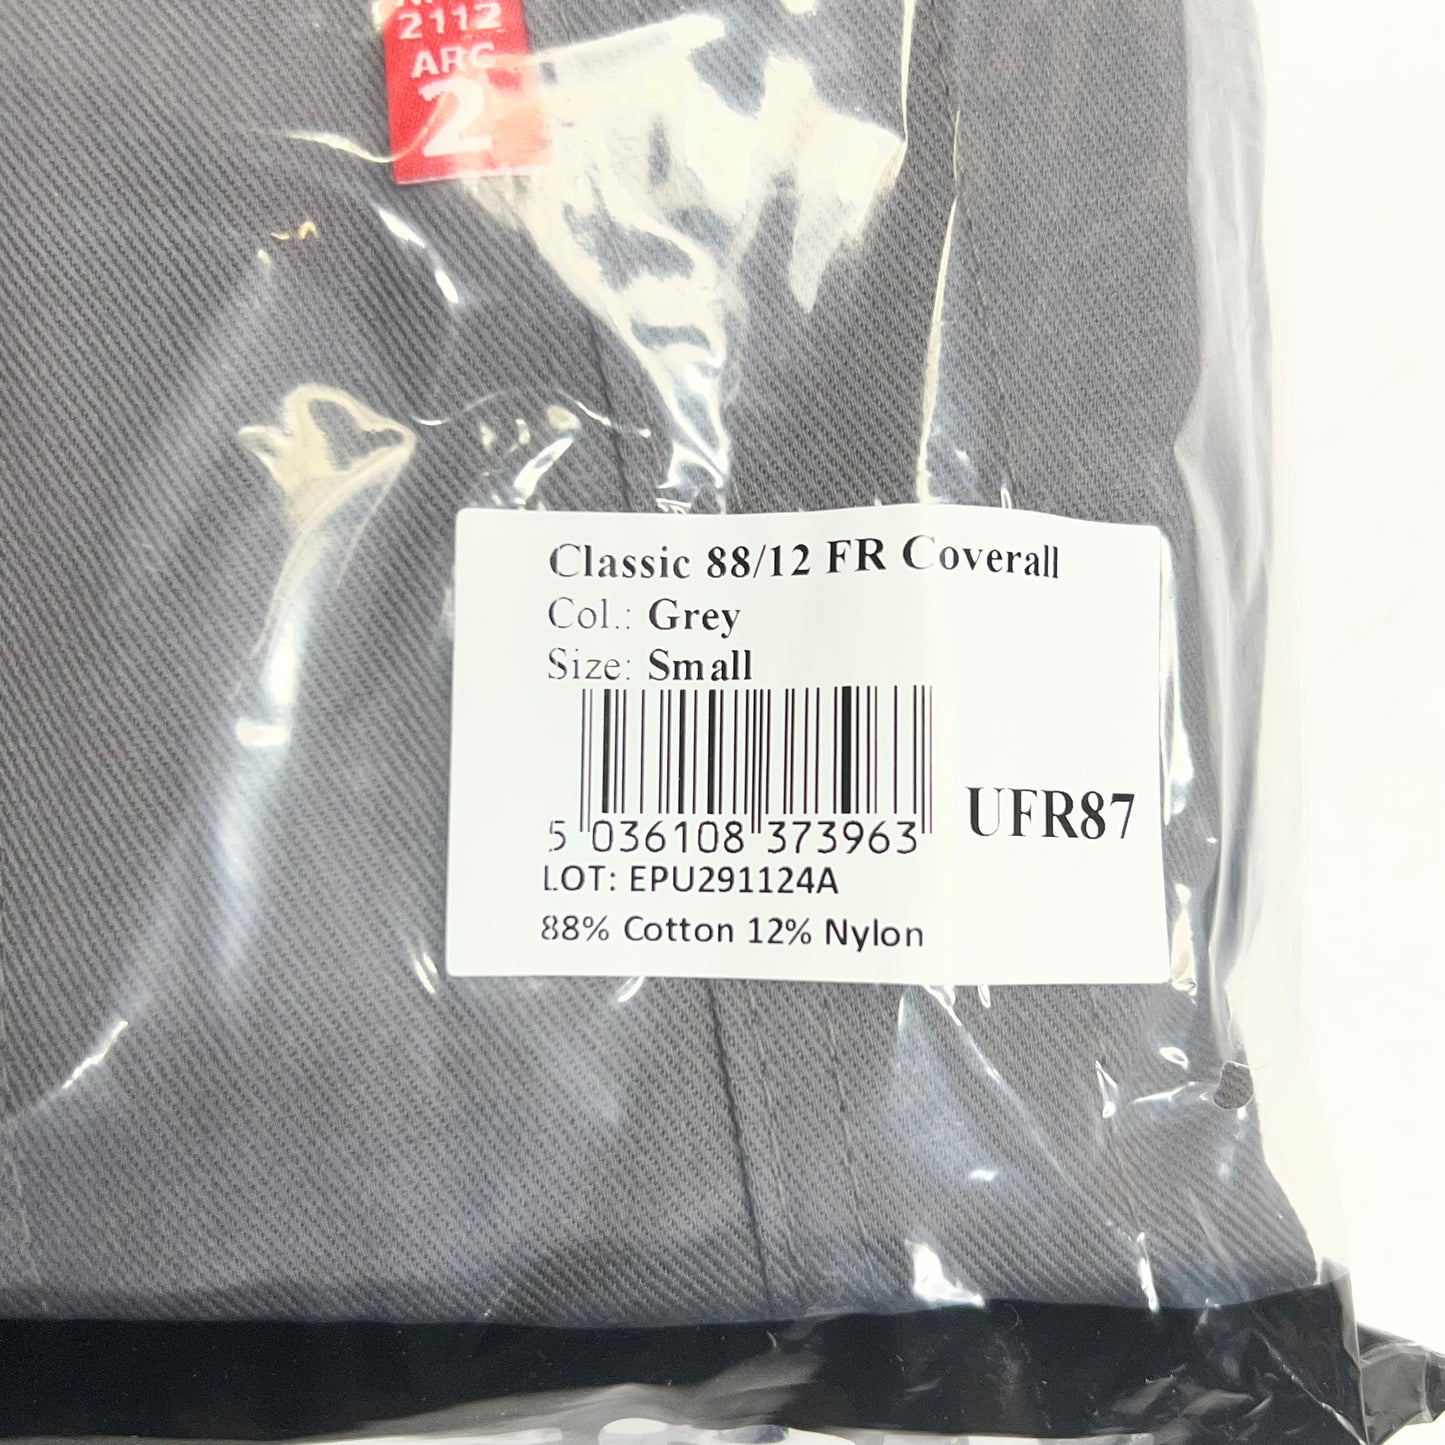 2112
ARC
2
Classic 88/12 FR Coverall
Col.: Grey
Size: Small
5 036108 373963
UFR87
LOT: EPU291124A
88% Cotton 12% Nylon